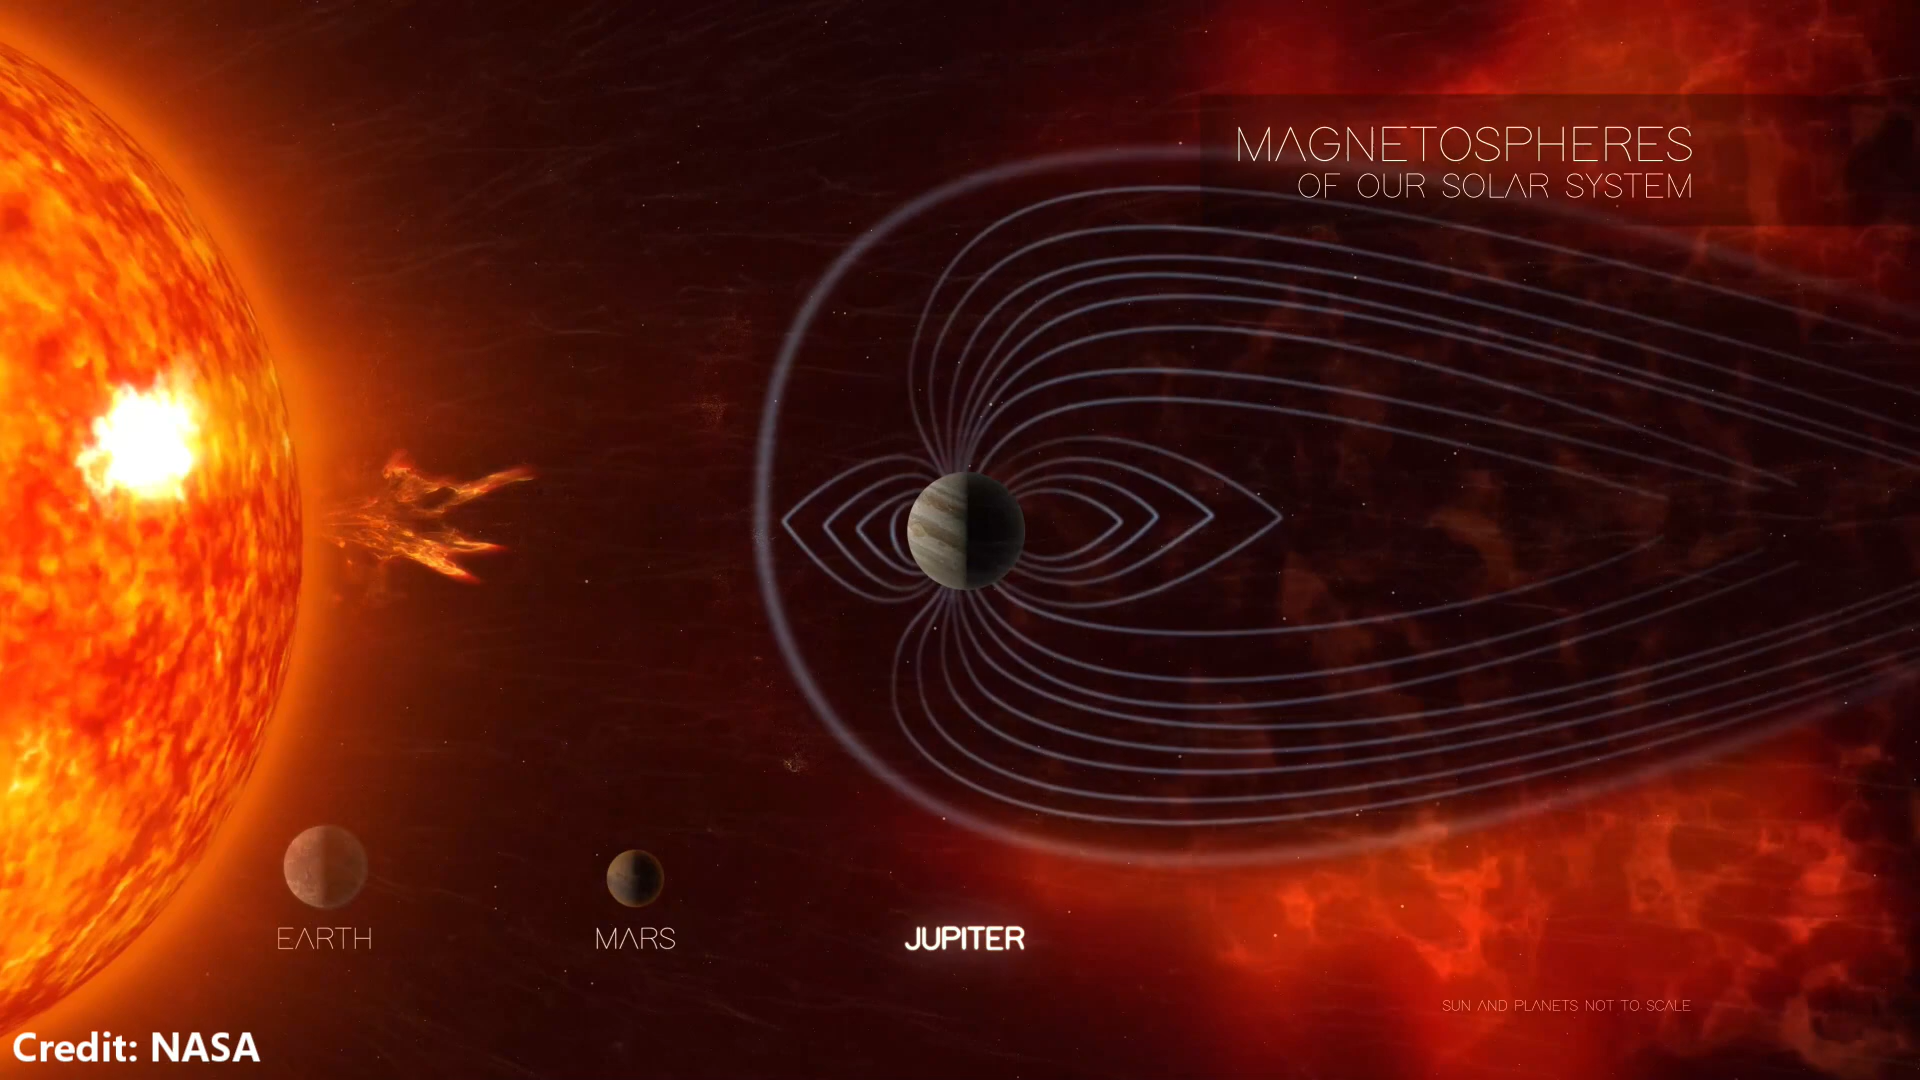 MAGNETOSPHERES
OF OUR SOLAR SYSTEM
EARTH
MARS
JUPITER
SUN AND PLANETS NOT TO SCALE
Credit: NASA